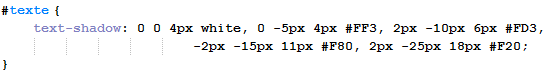 #texte {
text-shadow: 0 0 4px white, 0 -5px 4px #FF3, 2px -10px 6px #FD3,
-2px -15px 11px #F80, 2px -25px 18px #F20;
}